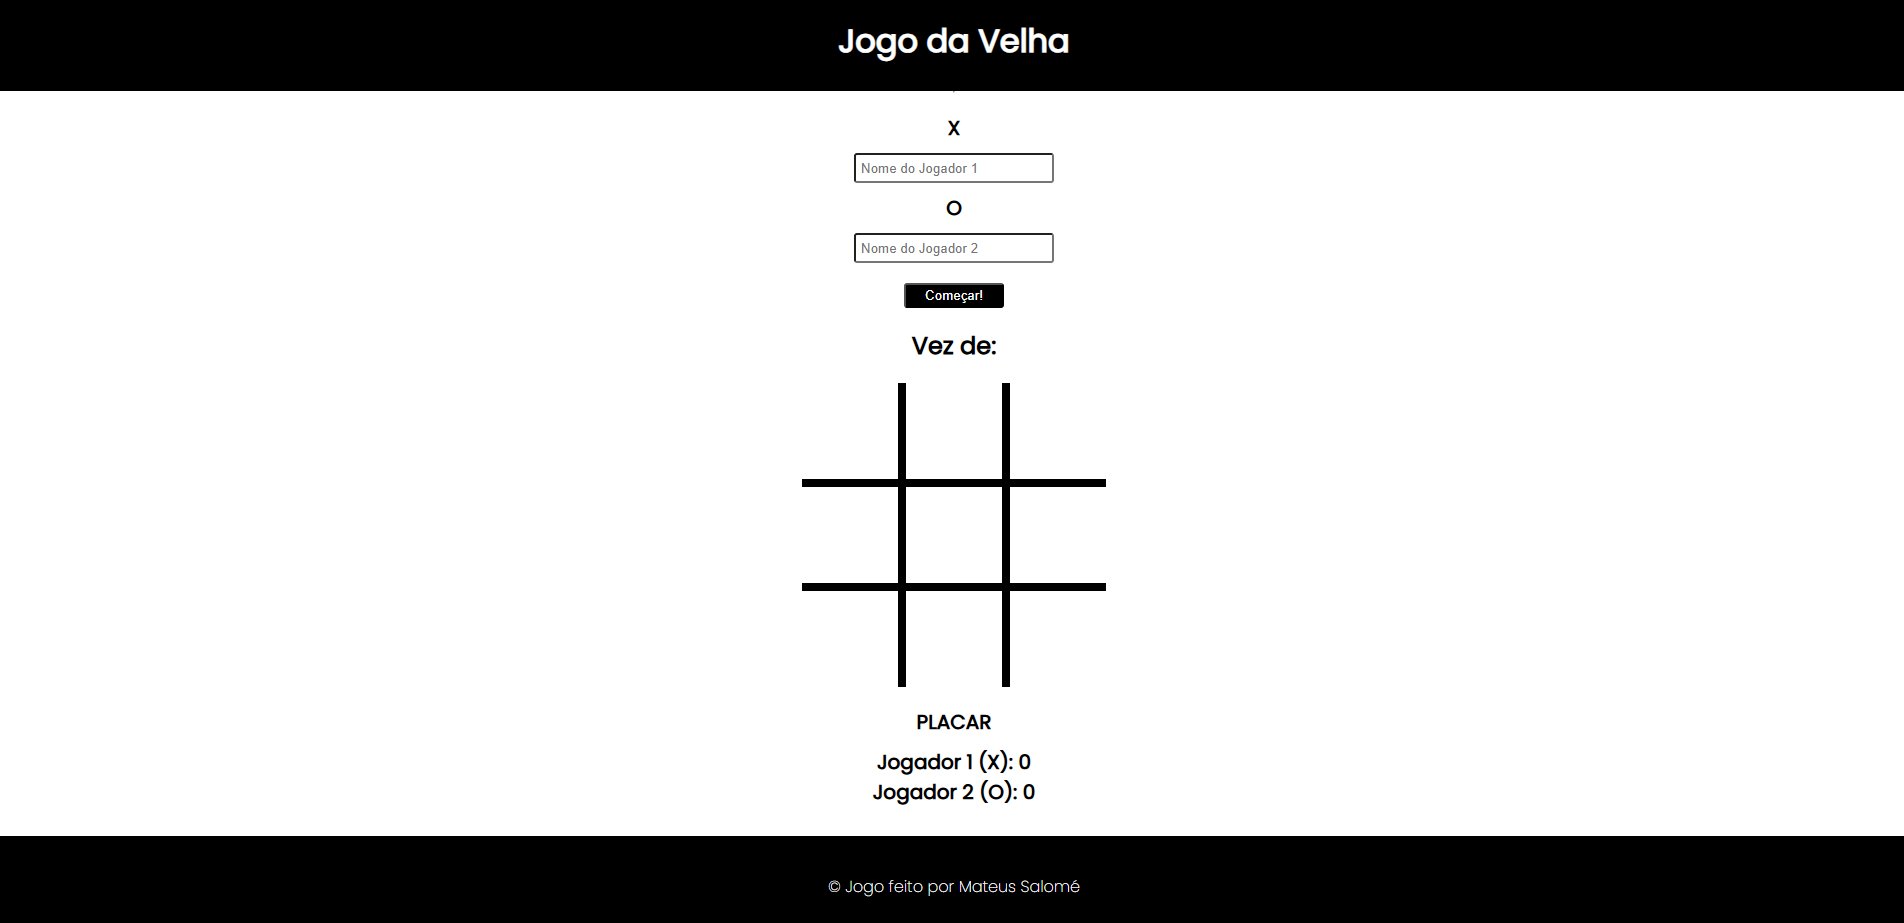 Jogo da Velha
X
Nome do Jogador 1
O
Nome do Jogador 2
Começar!
Vez de:
PLACAR
Jogador 1 (X): 0
Jogador 2 (O): 0
© Jogo feito por Mateus Salomé